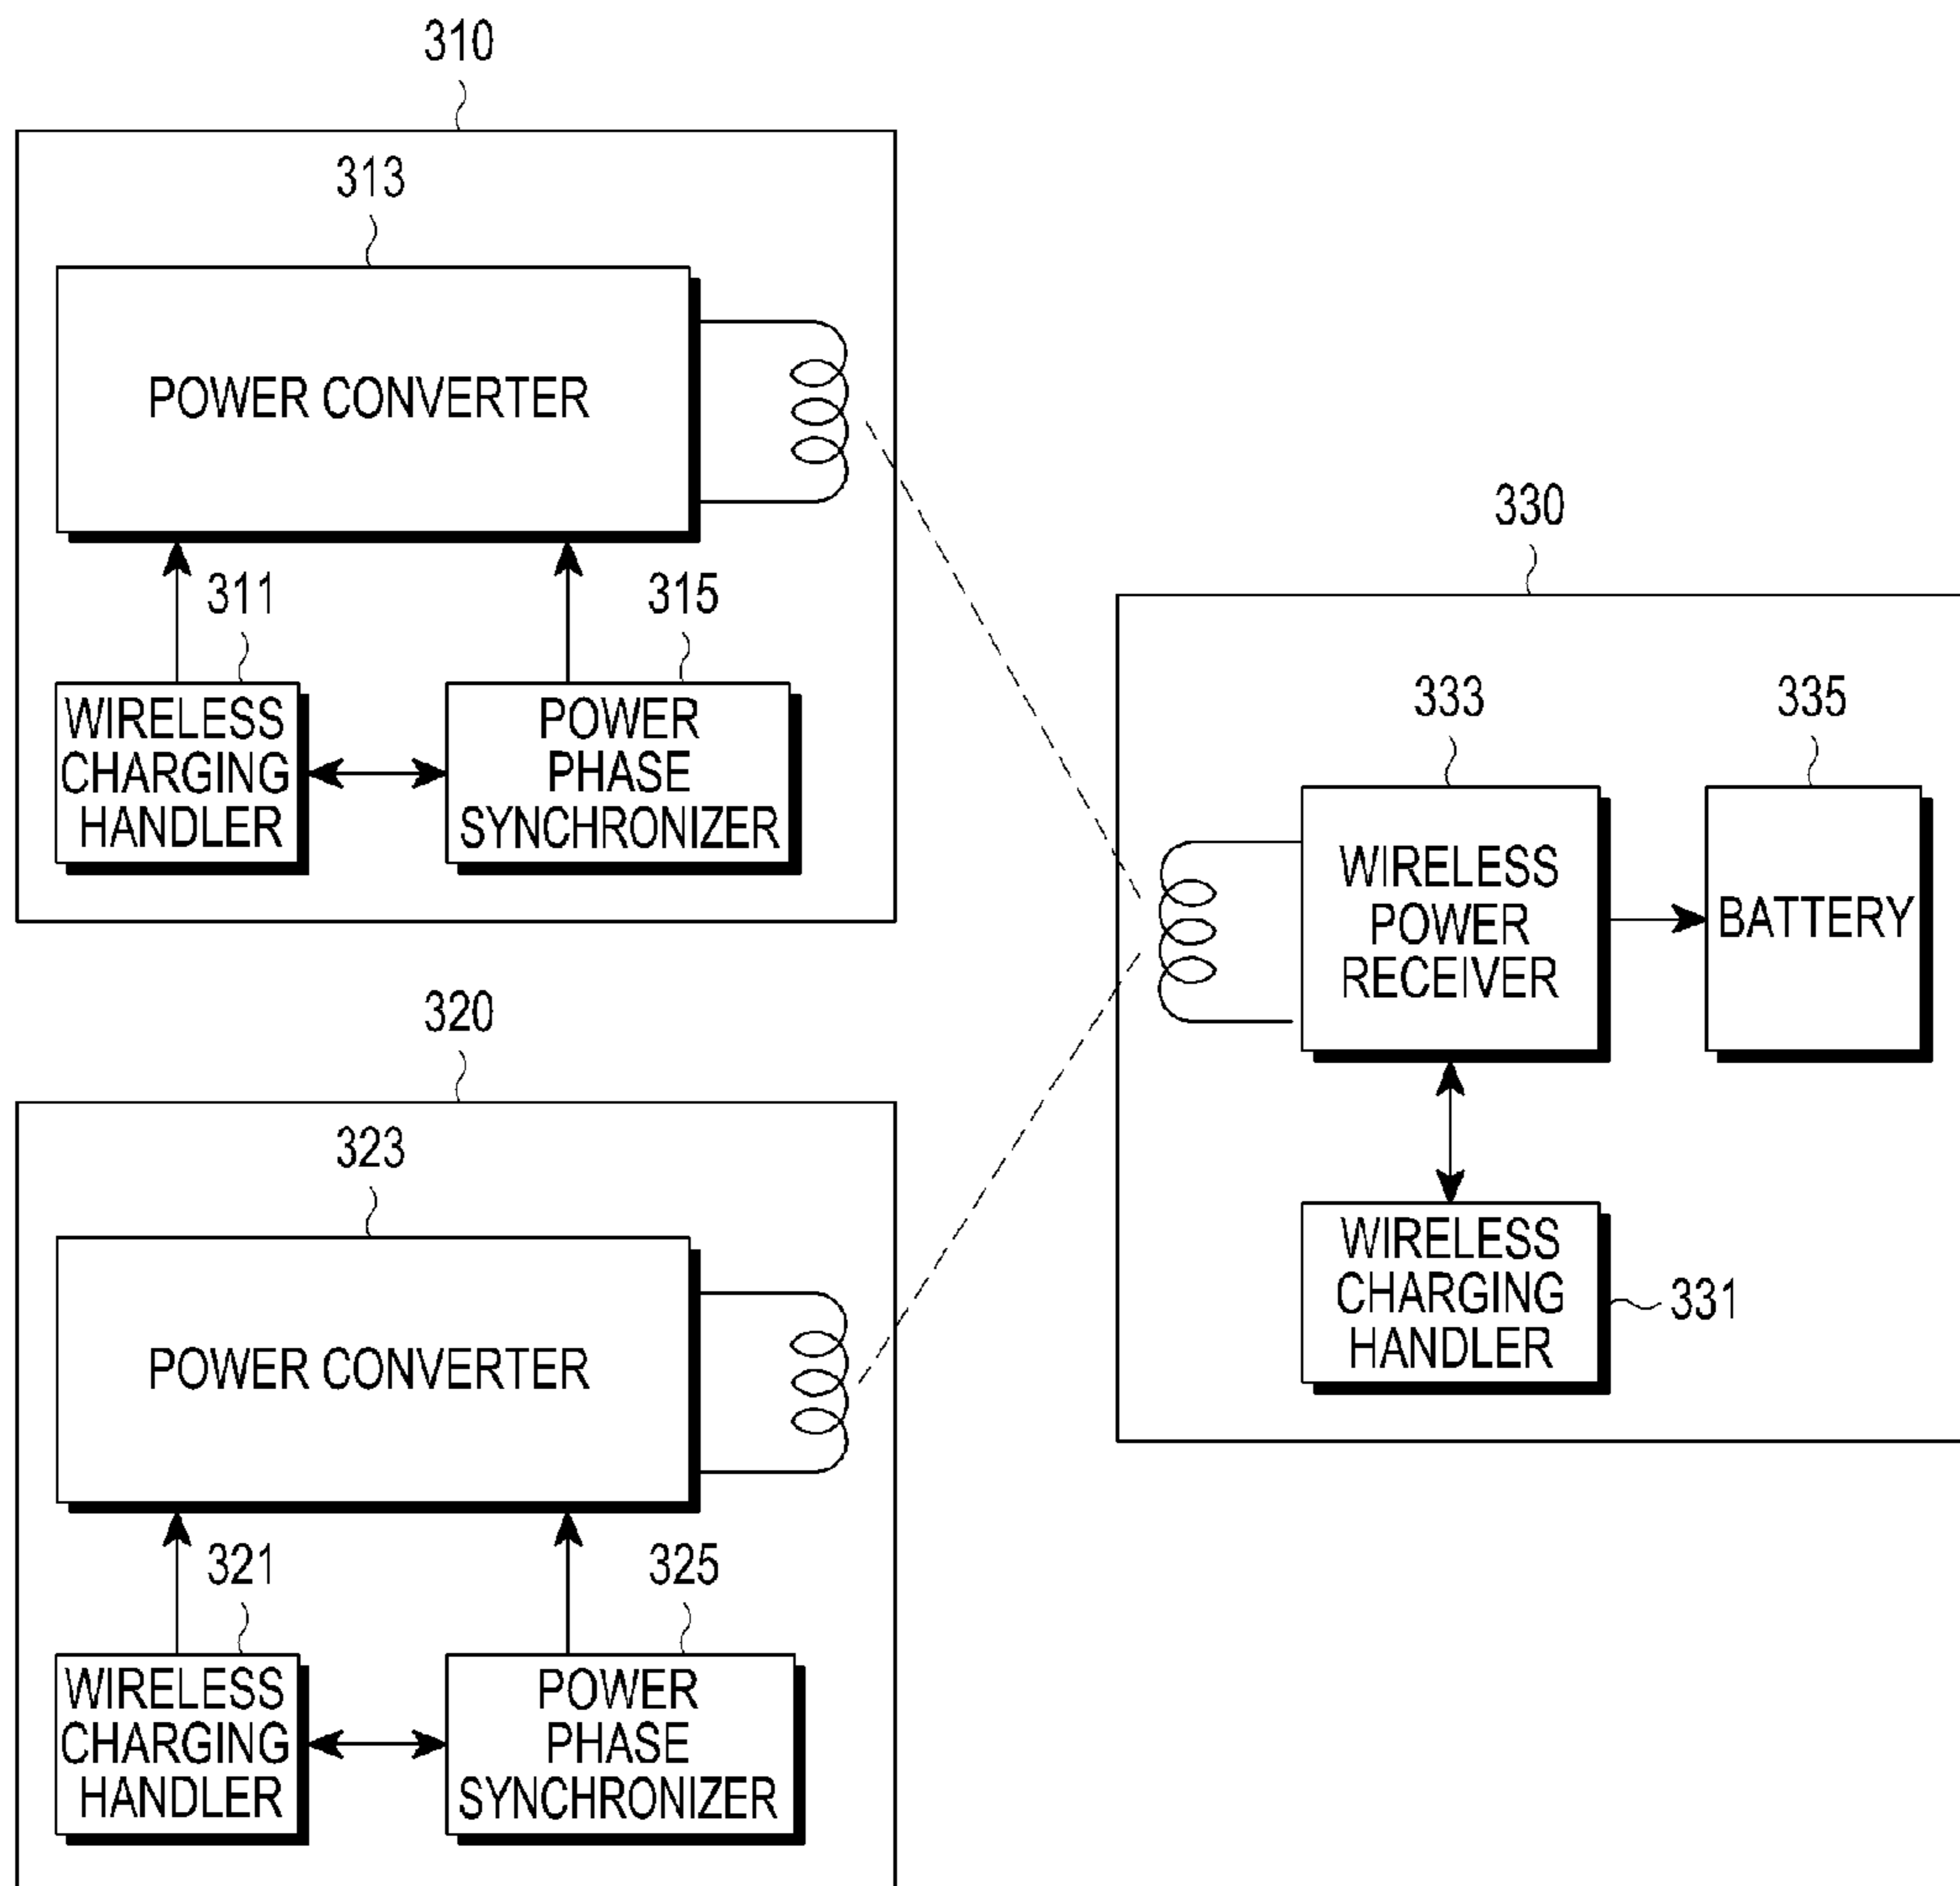 310
313
POWER CONVERTER
311
315
WIRELESS
CHARGING
HANDLER
POWER
PHASE
SYNCHRONIZER
320
323
POWER CONVERTER
321
325
WIRELESS
CHARGING
HANDLER
POWER
PHASE
SYNCHRONIZER
330
333
335
WIRELESS
POWER
RECEIVER
BATTERY
WIRELESS
CHARGING
HANDLER
331